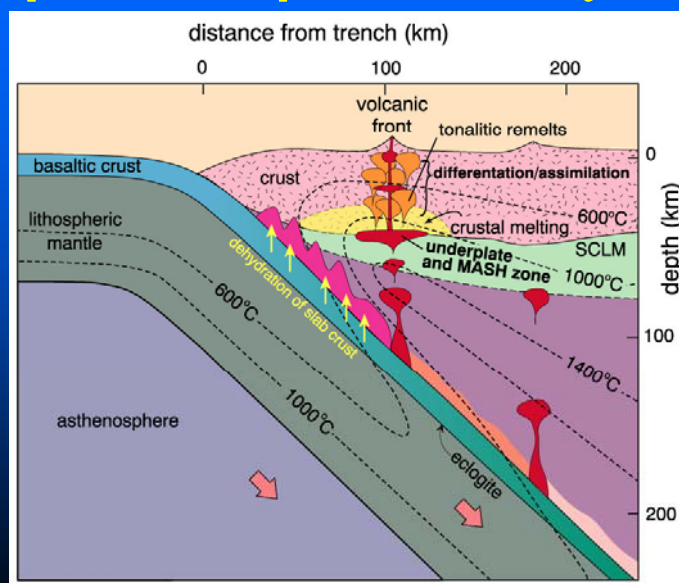 distance from trench (km)
0
100
200
volcanic
front
tonalitic remelts
basaltic crust
0
differentation/assimilation
crust
600°C
lithospheric
mantle
crustal melting
SCLM
underplate
and MASH zone
1000°C
depth (km)
dehydration of slab crust
600°C
100
1400°C
1000°C
asthenosphere
eclogite
200